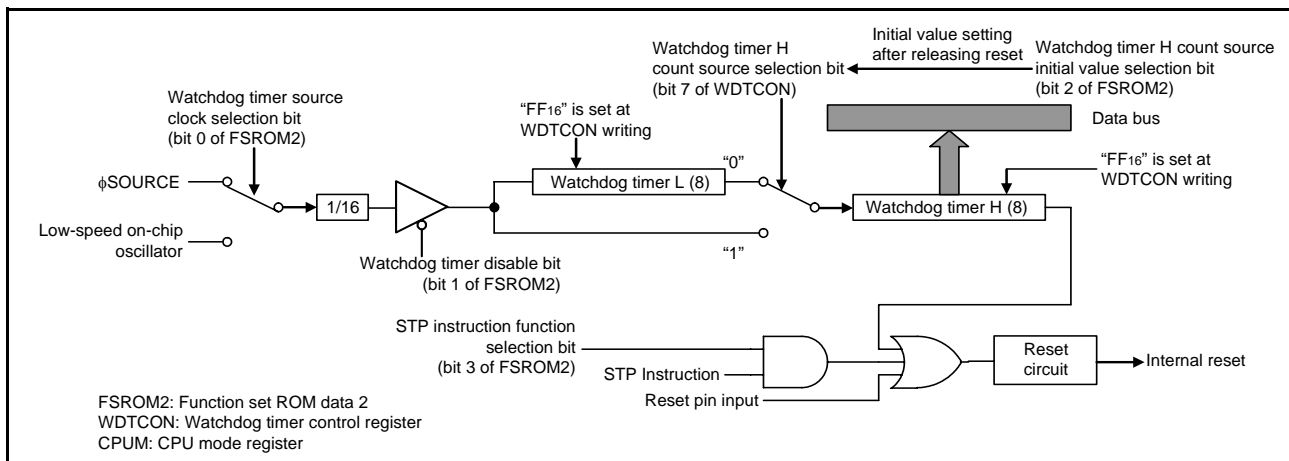 Initial value setting
after releasing reset
Watchdog timer H
count source selection bit
(bit 7 of WDTCON)
Watchdog timer H count source
initial value selection bit
(bit 2 of FSROM2)
Watchdog timer source
clock selection bit
(bit 0 of FSROM2)
“FF16” is set at
WDTCON writing
Data bus
“0”
“FF16” is set at
WDTCON writing
ϕSOURCE
1/16
Watchdog timer L (8)
Watchdog timer H (8)
Low-speed on-chip
oscillator
“1”
Watchdog timer disable bit
(bit 1 of FSROM2)
STP instruction function
selection bit
(bit 3 of FSROM2)
STP Instruction
Reset pin input
Reset
circuit
Internal reset
FSROM2: Function set ROM data 2
WDTCON: Watchdog timer control register
CPUM: CPU mode register